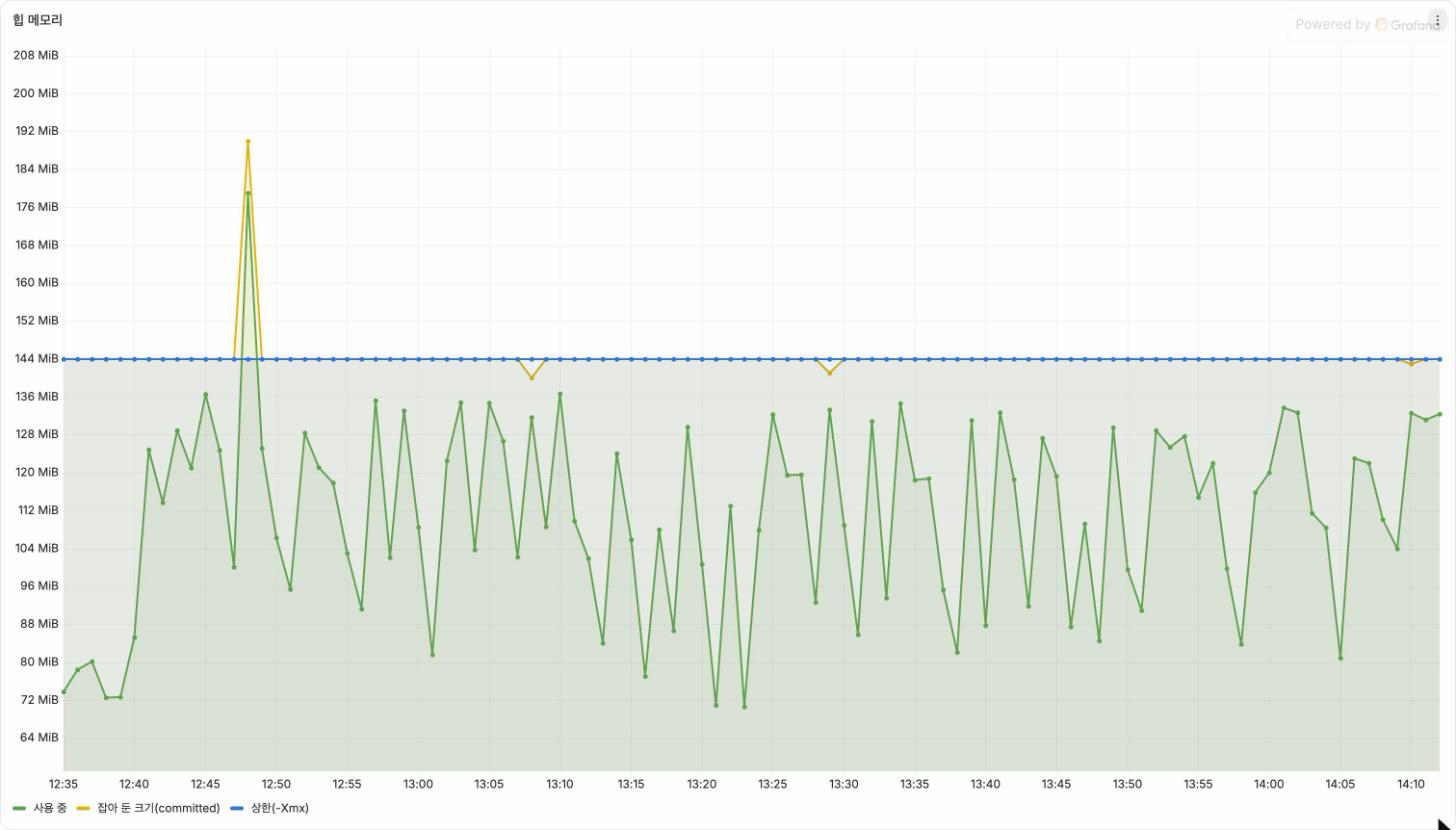 힙 메모리
Powered by Grafana
208 MiB
200 MiB
192 MiB
184 MiB
176 MiB
168 MiB
160 MiB
152 MiB
144 MiB
136 MiB
128 MiB
120 MiB
112 MiB
104 MiB
96 MiB
88 MiB
80 MiB
72 MiB
64 MiB
12:35 12:40 12:45 12:50 12:55 13:00 13:05 13:10 13:15 13:20 13:25 13:30 13:35 13:40 13:45 13:50 13:55 14:00 14:05 14:10
사용 중 잡아 둔 크기(committed) 상한(-Xmx)